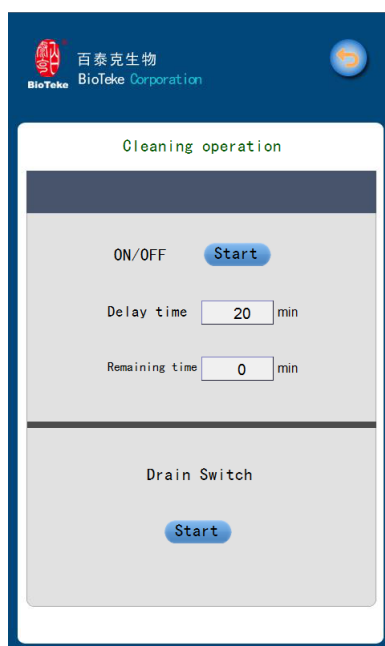 百泰克生物
BioTeke
BioTeke Corporation
Cleaning operation
ON/OFF Start
Delay time 20 min
Remaining time 0 min
Drain Switch
Start